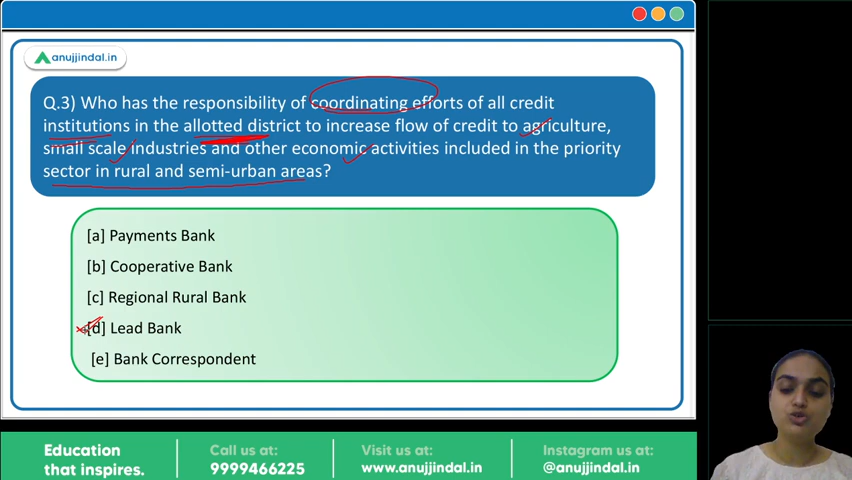 anujjindal.in
Q.3) Who has the responsibility of coordinating efforts of all credit
institutions in the allotted district to increase flow of credit to agriculture,
small scale industries and other economic activities included in the priority
sector in rural and semi-urban areas?
[a] Payments Bank
[b] Cooperative Bank
[c] Regional Rural Bank
[d] Lead Bank
[e] Bank Correspondent
Education
that inspires.
Call us at:
9999466225
Visit us at:
www.anujjindal.in
Instagram us at:
@anujjindal.in